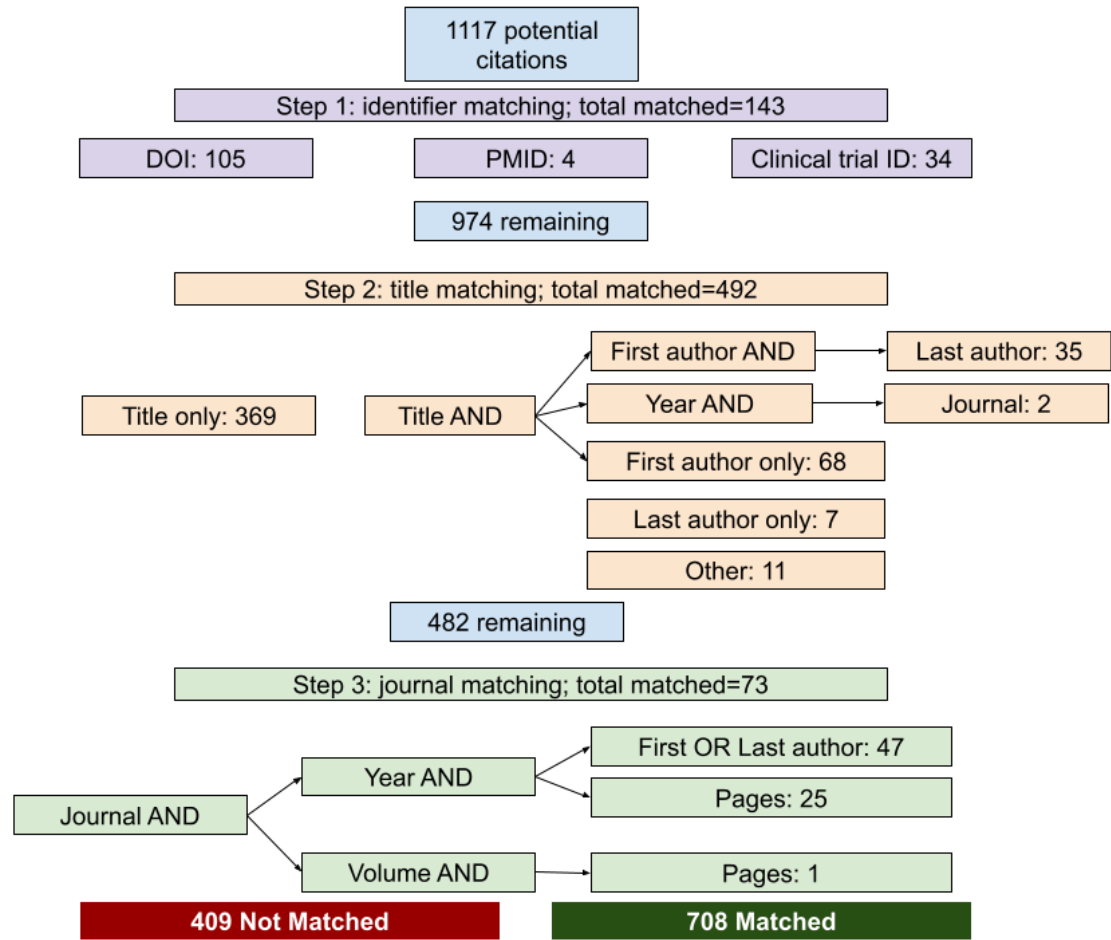 1117 potential
citations
Step 1: identifier matching; total matched=143
DOI: 105
PMID: 4
Clinical trial ID: 34
974 remaining
Step 2: title matching; total matched=492
Title only: 369
Title AND
First author AND
Last author: 35
Year AND
Journal: 2
First author only: 68
Last author only: 7
Other: 11
482 remaining
Step 3: journal matching; total matched=73
Journal AND
Year AND
First OR Last author: 47
Pages: 25
Volume AND
Pages: 1
409 Not Matched
708 Matched